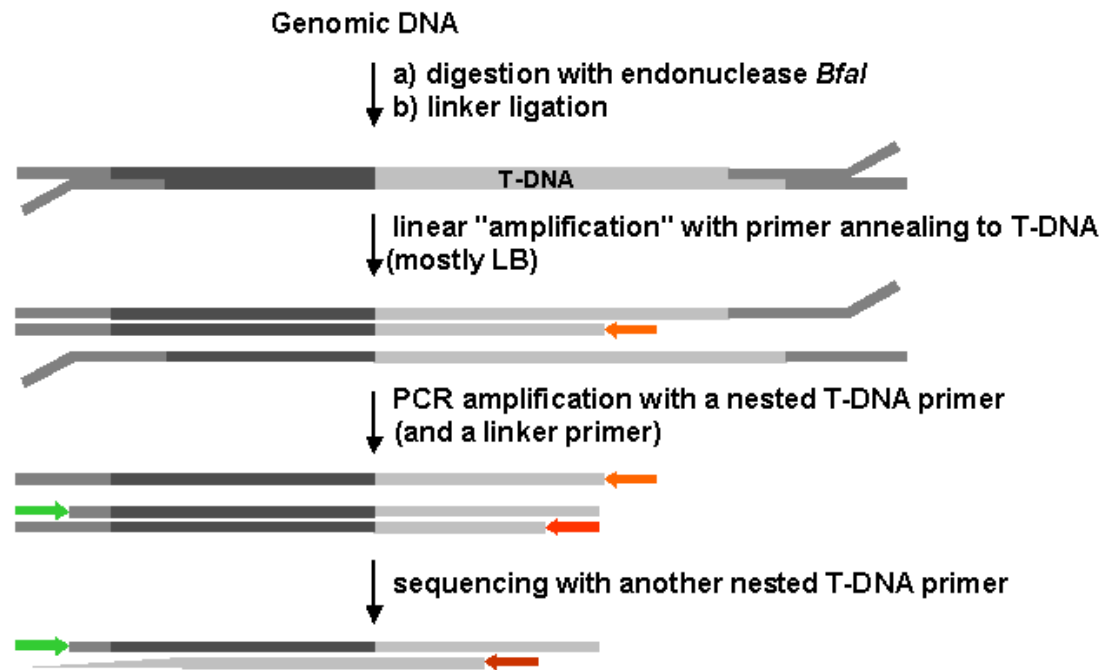 Genomic DNA
a) digestion with endonuclease BfaI
b) linker ligation
T-DNA
linear "amplification" with primer annealing to T-DNA
(mostly LB)
PCR amplification with a nested T-DNA primer
(and a linker primer)
sequencing with another nested T-DNA primer